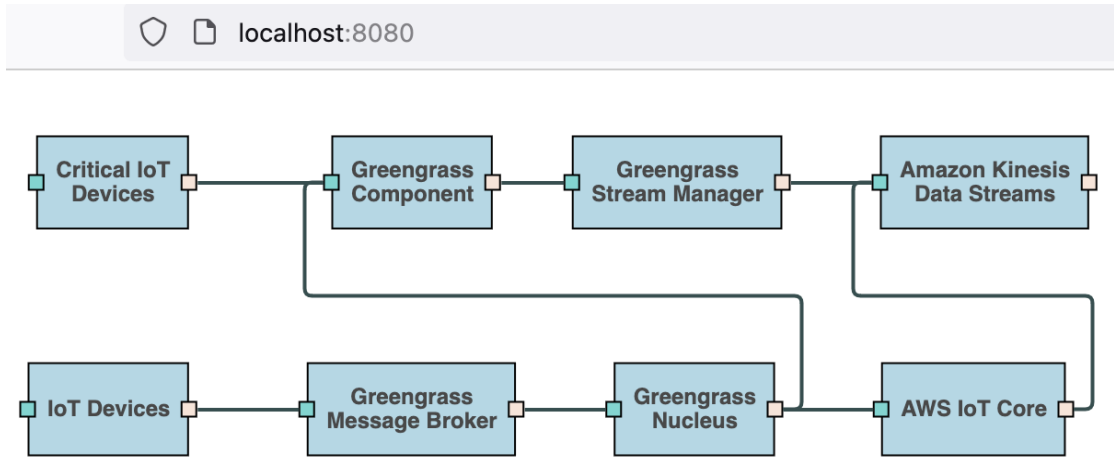 localhost:8080
Critical IoT
Devices
Greengrass
Component
Greengrass
Stream Manager
Amazon Kinesis
Data Streams
IoT Devices
Greengrass
Message Broker
Greengrass
Nucleus
AWS IoT Core